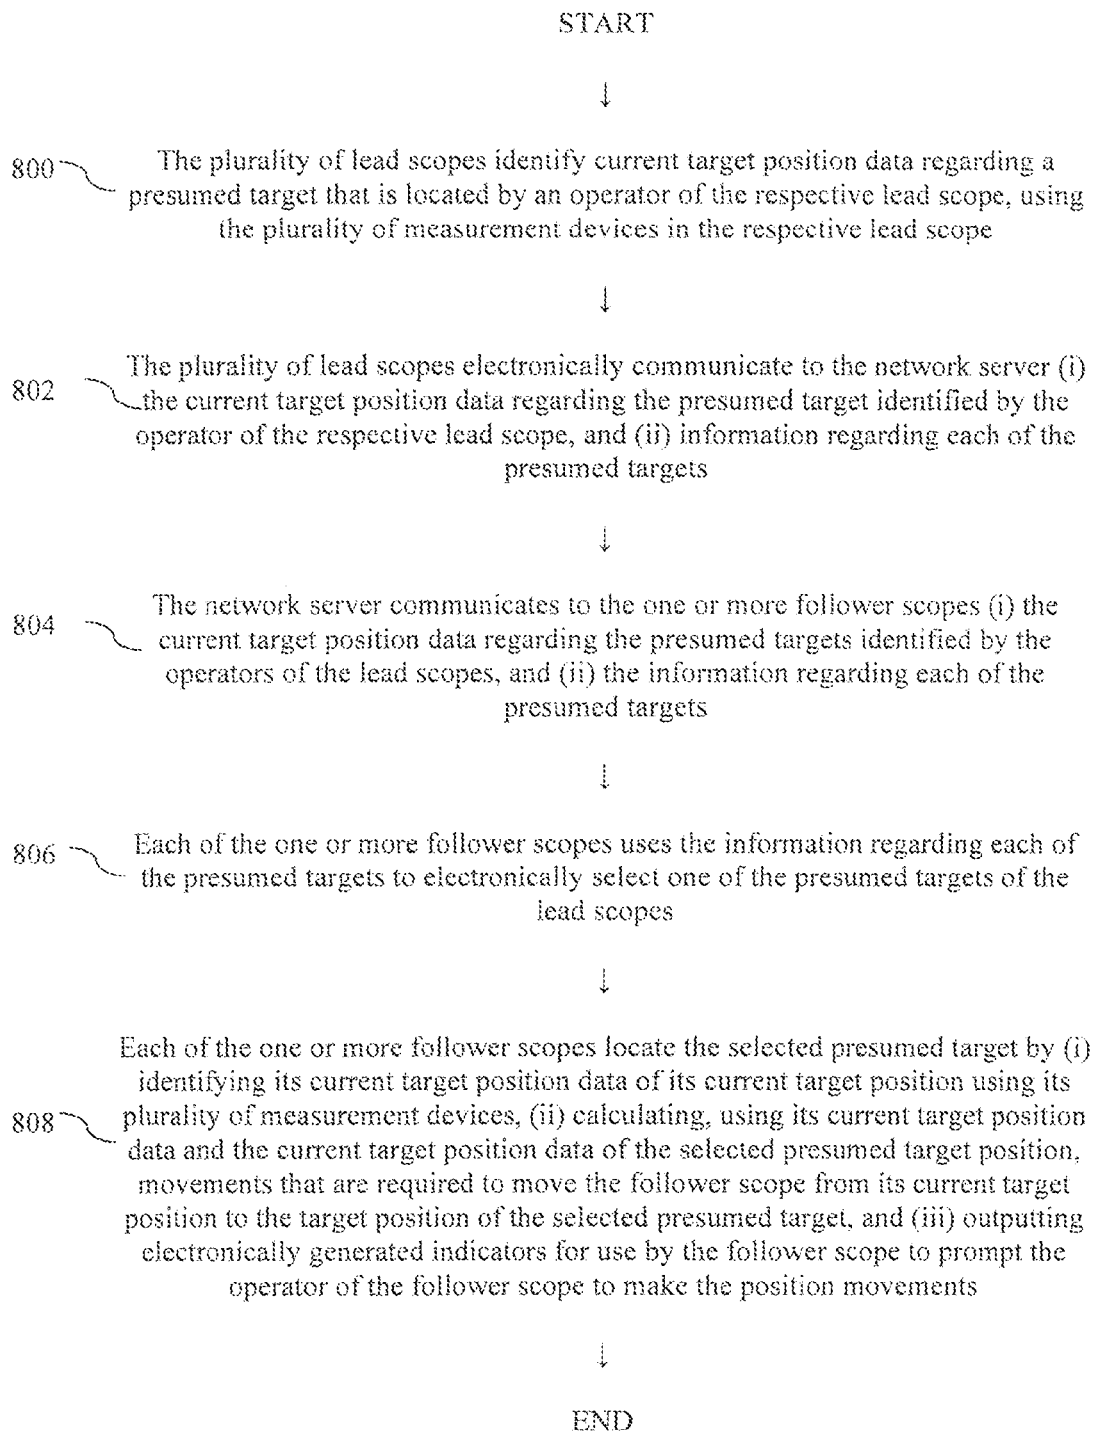 START
↓
800
The plurality of lead scopes identify current target position data regarding a
presumed target that is located by an operator of the respective lead scope, using
the plurality of measurement devices in the respective lead scope
↓
802
The plurality of lead scopes electronically communicate to the network server (i)
the current target position data regarding the presumed target identified by the
operator of the respective lead scope, and (ii) information regarding each of the
presumed targets
↓
804
The network server communicates to the one or more follower scopes (i) the
current target position data regarding the presumed targets identified by the
operators of the lead scopes, and (ii) the information regarding each of the
presumed targets
↓
806
Each of the one or more follower scopes uses the information regarding each of
the presumed targets to electronically select one of the presumed targets of the
lead scopes
↓
808
Each of the one or more follower scopes locate the selected presumed target by (i)
identifying its current target position data of its current target position using its
plurality of measurement devices, (ii) calculating, using its current target position
data and the current target position data of the selected presumed target position,
movements that are required to move the follower scope from its current target
position to the target position of the selected presumed target, and (iii) outputting
electronically generated indicators for use by the follower scope to prompt the
operator of the follower scope to make the position movements
↓
END